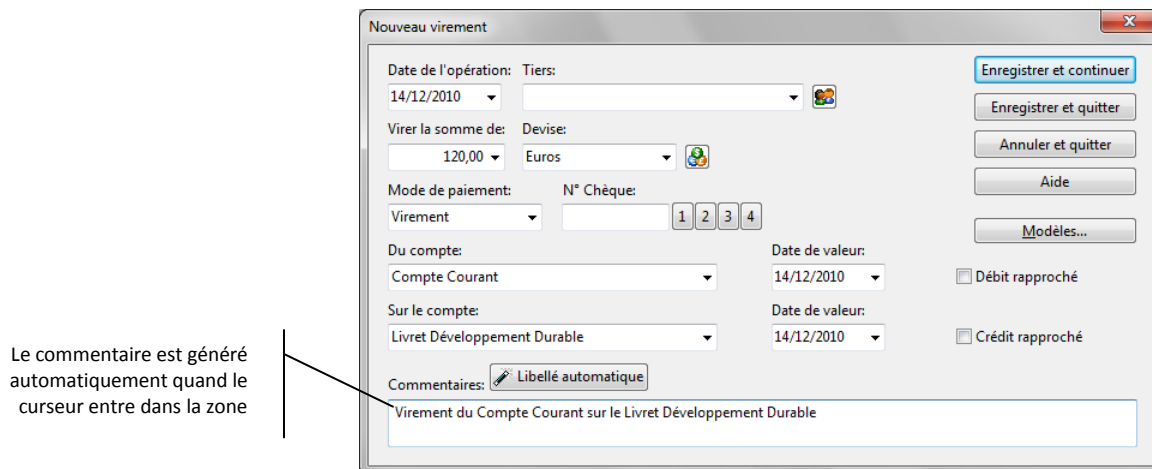 Nouveau virement
Date de l'opération: Tiers:
Enregistrer et continuer
14/12/2010
Enregistrer et quitter
Virer la somme de: Devise:
Annuler et quitter
120,00 Euros
Aide
Mode de paiement: N° Chèque:
Virement 1 2 3 4
Modèles...
Du compte: Date de valeur:
Compte Courant 14/12/2010 Débit rapproché
Sur le compte: Date de valeur:
Livret Développement Durable 14/12/2010 Crédit rapproché
Le commentaire est généré
automatiquement quand le
curseur entre dans la zone
Commentaires: Libellé automatique
Virement du Compte Courant sur le Livret Développement Durable